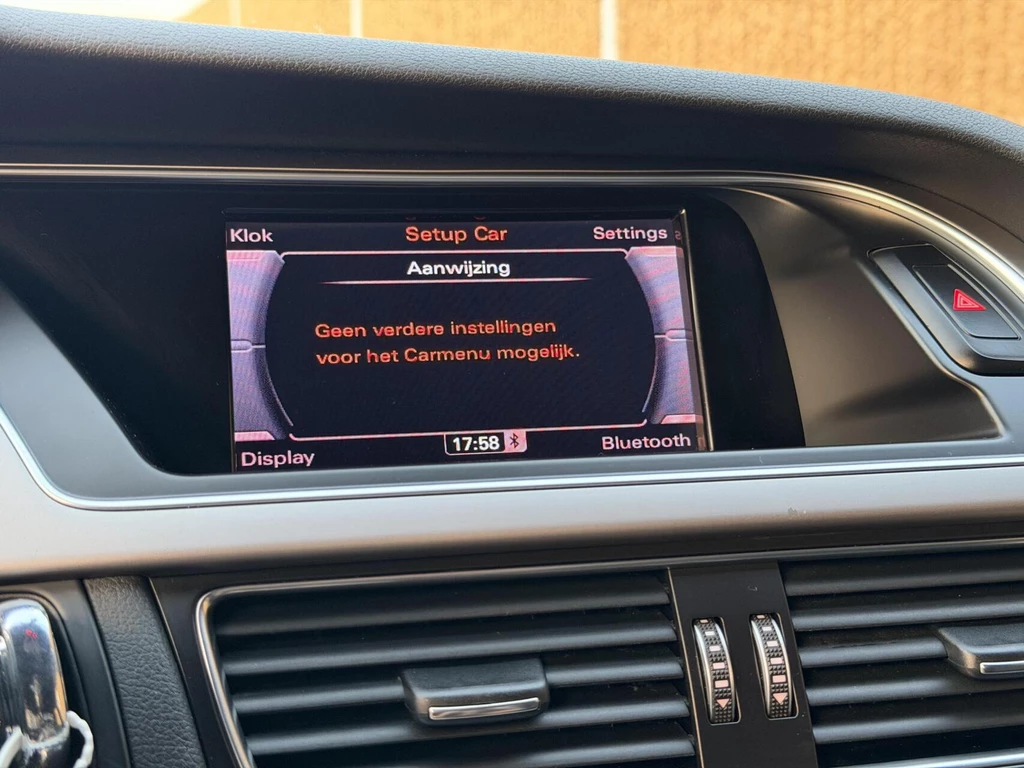 Klok
Setup Car
Settings
Aanwijzing
Geen verdere instellingen
voor het Carmenu mogelijk.
Display
17:58
Bluetooth